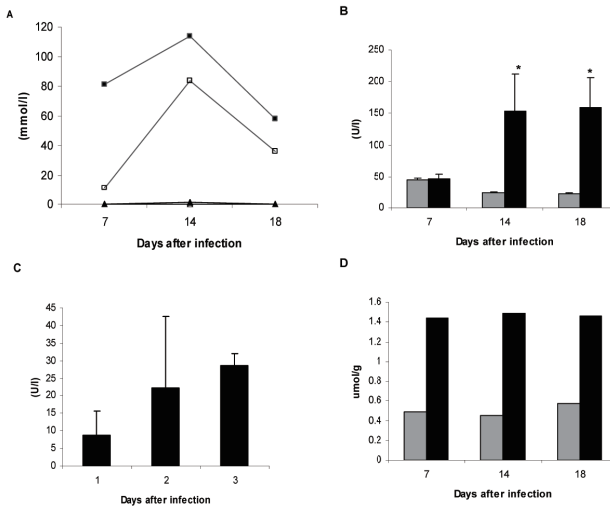 A
120
100
80
60
40
20
0
(mmol/l)
7 14 18
Days after infection
B
250
200
150
100
50
0
(U/l)
* *
7 14 18
Days after infection
C
45
40
35
30
25
20
15
10
5
0
(U/l)
1 2 3
Days after infection
D
1.6
1.4
1.2
1
0.8
0.6
0.4
0.2
0
umol/g
7 14 18
Days after infection